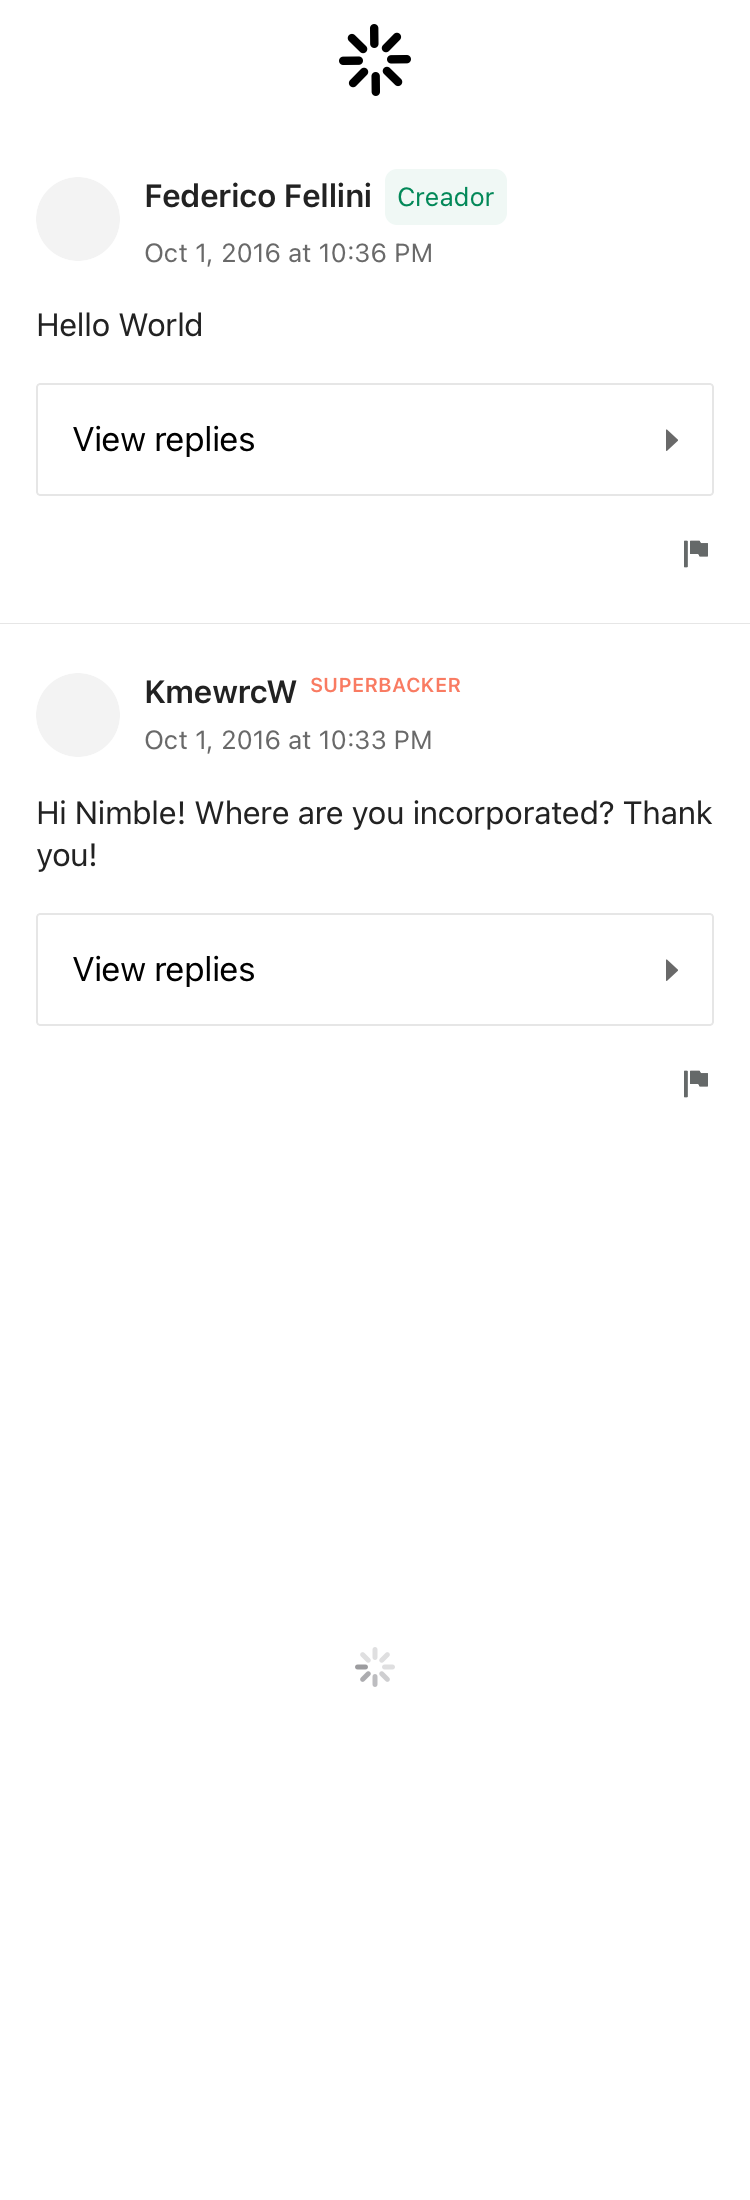 Federico Fellini Creador
Oct 1, 2016 at 10:36 PM
Hello World
View replies
KmewrcW SUPERBACKER
Oct 1, 2016 at 10:33 PM
Hi Nimble! Where are you incorporated? Thank
you!
View replies